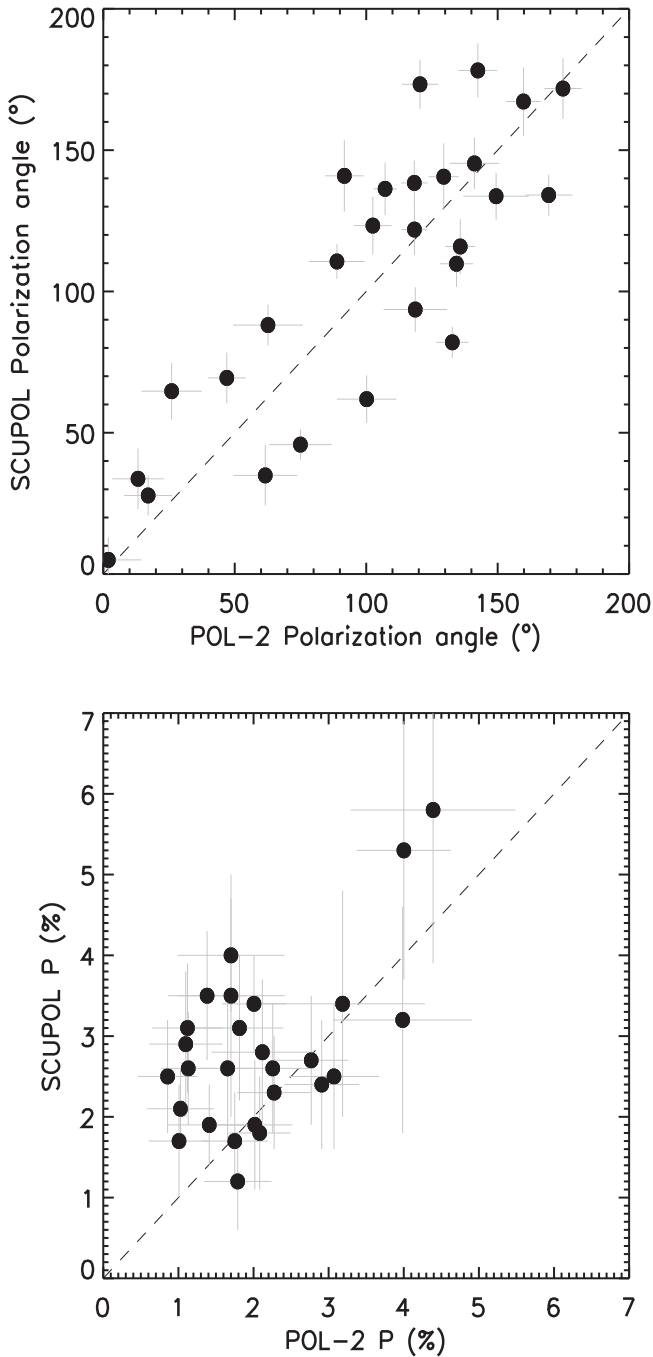 200
150
100
50
0
SCUPOL Polarization angle (°)
0 50 100 150 200
POL-2 Polarization angle (°)
7
6
5
4
3
2
1
0
SCUPOL P (%)
0 1 2 3 4 5 6 7
POL-2 P (%)